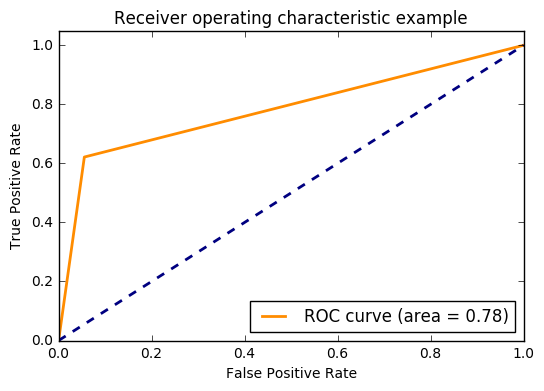 Receiver operating characteristic example
1.0
0.8
0.6
0.4
0.2
0.0
True Positive Rate
ROC curve (area = 0.78)
0.0 0.2 0.4 0.6 0.8 1.0
False Positive Rate